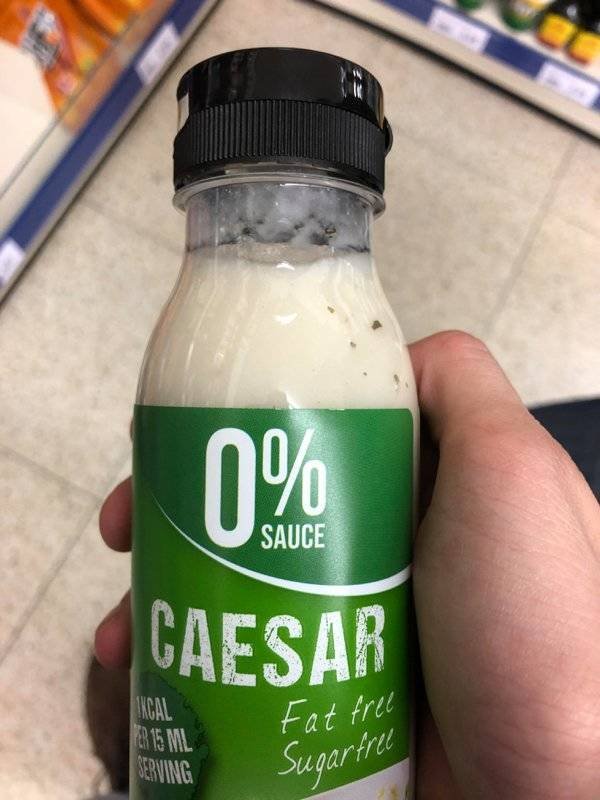 0%
SAUCE
CAESAR
Fat free
Sugarfree
1 KCAL
PER 15 ML
SERVING